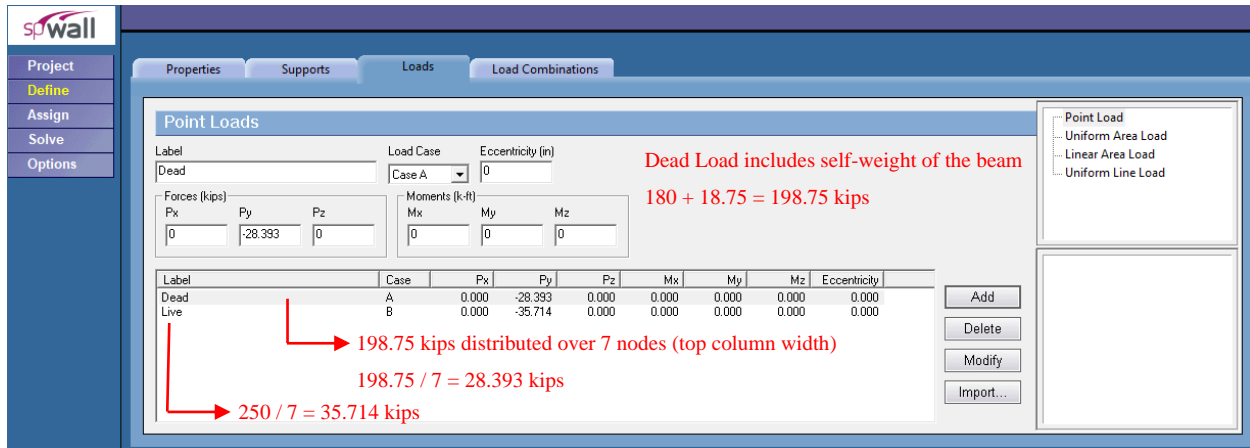 spwall
Project
Define
Assign
Solve
Options
Properties Supports Loads Load Combinations
Point Loads
Label Load Case Eccentricity (in)
Dead Case A 0
Forces (kips) Moments (k-ft)
Px Py Pz Mx My Mz
0 -28.393 0 0 0 0
Dead Load includes self-weight of the beam
180 + 18.75 = 198.75 kips
Label Case Px Py Pz Mx My Mz Eccentricity
Dead A 0.000 -28.393 0.000 0.000 0.000 0.000 0.000
Live B 0.000 -35.714 0.000 0.000 0.000 0.000 0.000
198.75 kips distributed over 7 nodes (top column width)
198.75 / 7 = 28.393 kips
250 / 7 = 35.714 kips
Add
Delete
Modify
Import...
Point Load
Uniform Area Load
Linear Area Load
Uniform Line Load